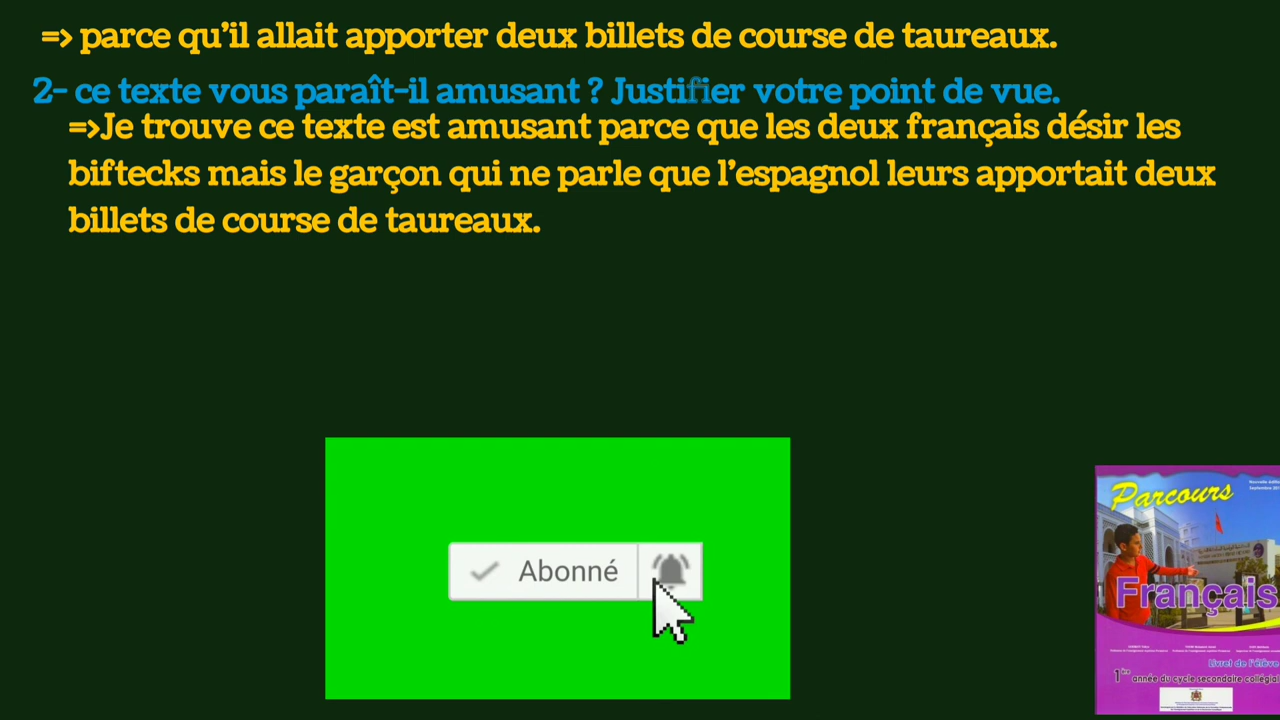 => parce qu'il allait apporter deux billets de course de taureaux.
2- ce texte vous paraît-il amusant ? Justifier votre point de vue.
=>Je trouve ce texte est amusant parce que les deux français désir les
biftecks mais le garçon qui ne parle que l'espagnol leurs apportait deux
billets de course de taureaux.
Abonné
Parcours
Français
Livret de l'élève
1ère année du cycle secondaire collégial